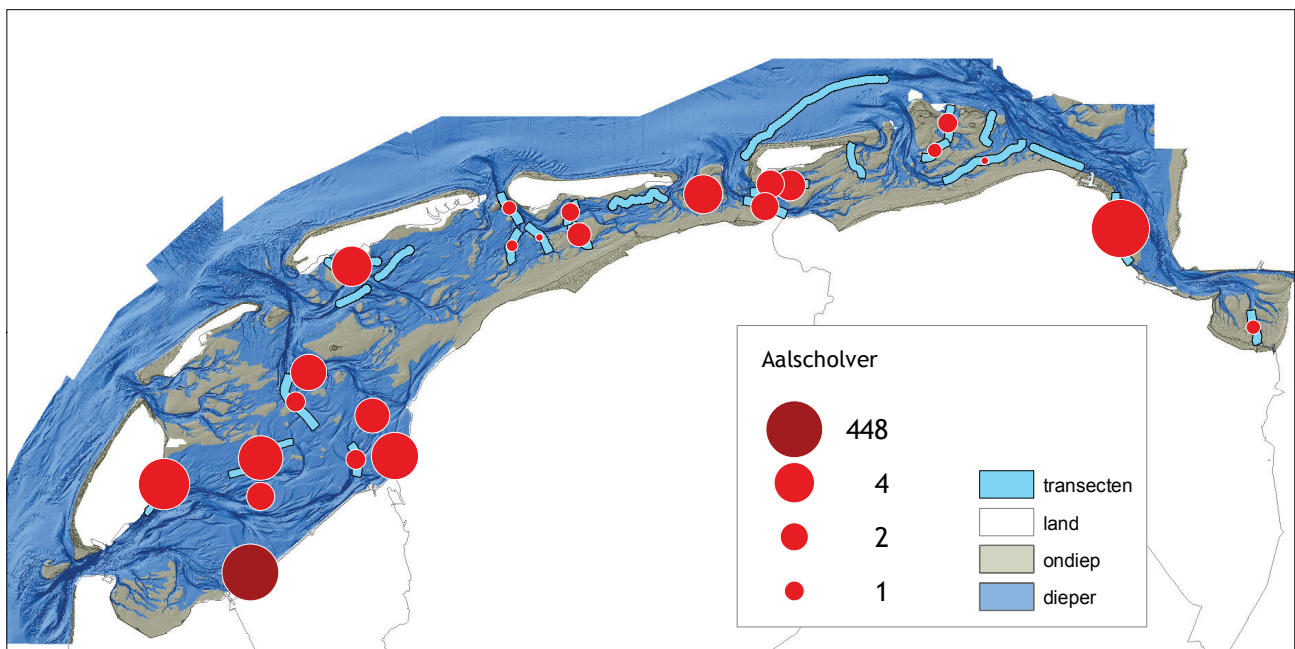 Aalscholver
448
4
2
1
transecten
land
ondiep
dieper